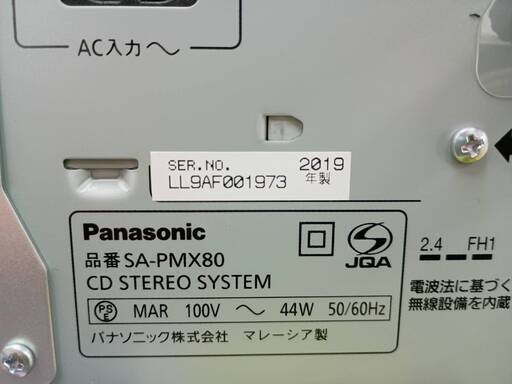 AC入力～
SER.NO. 2019
LL9AF001973 年製
Panasonic
品番 SA-PMX80
CD STEREO SYSTEM
PS E MAR 100V ～ 44W 50/60Hz
パナソニック株式会社 マレーシア製
S
JQA
2.4 FH1
電波法に基づく
無線設備を内蔵